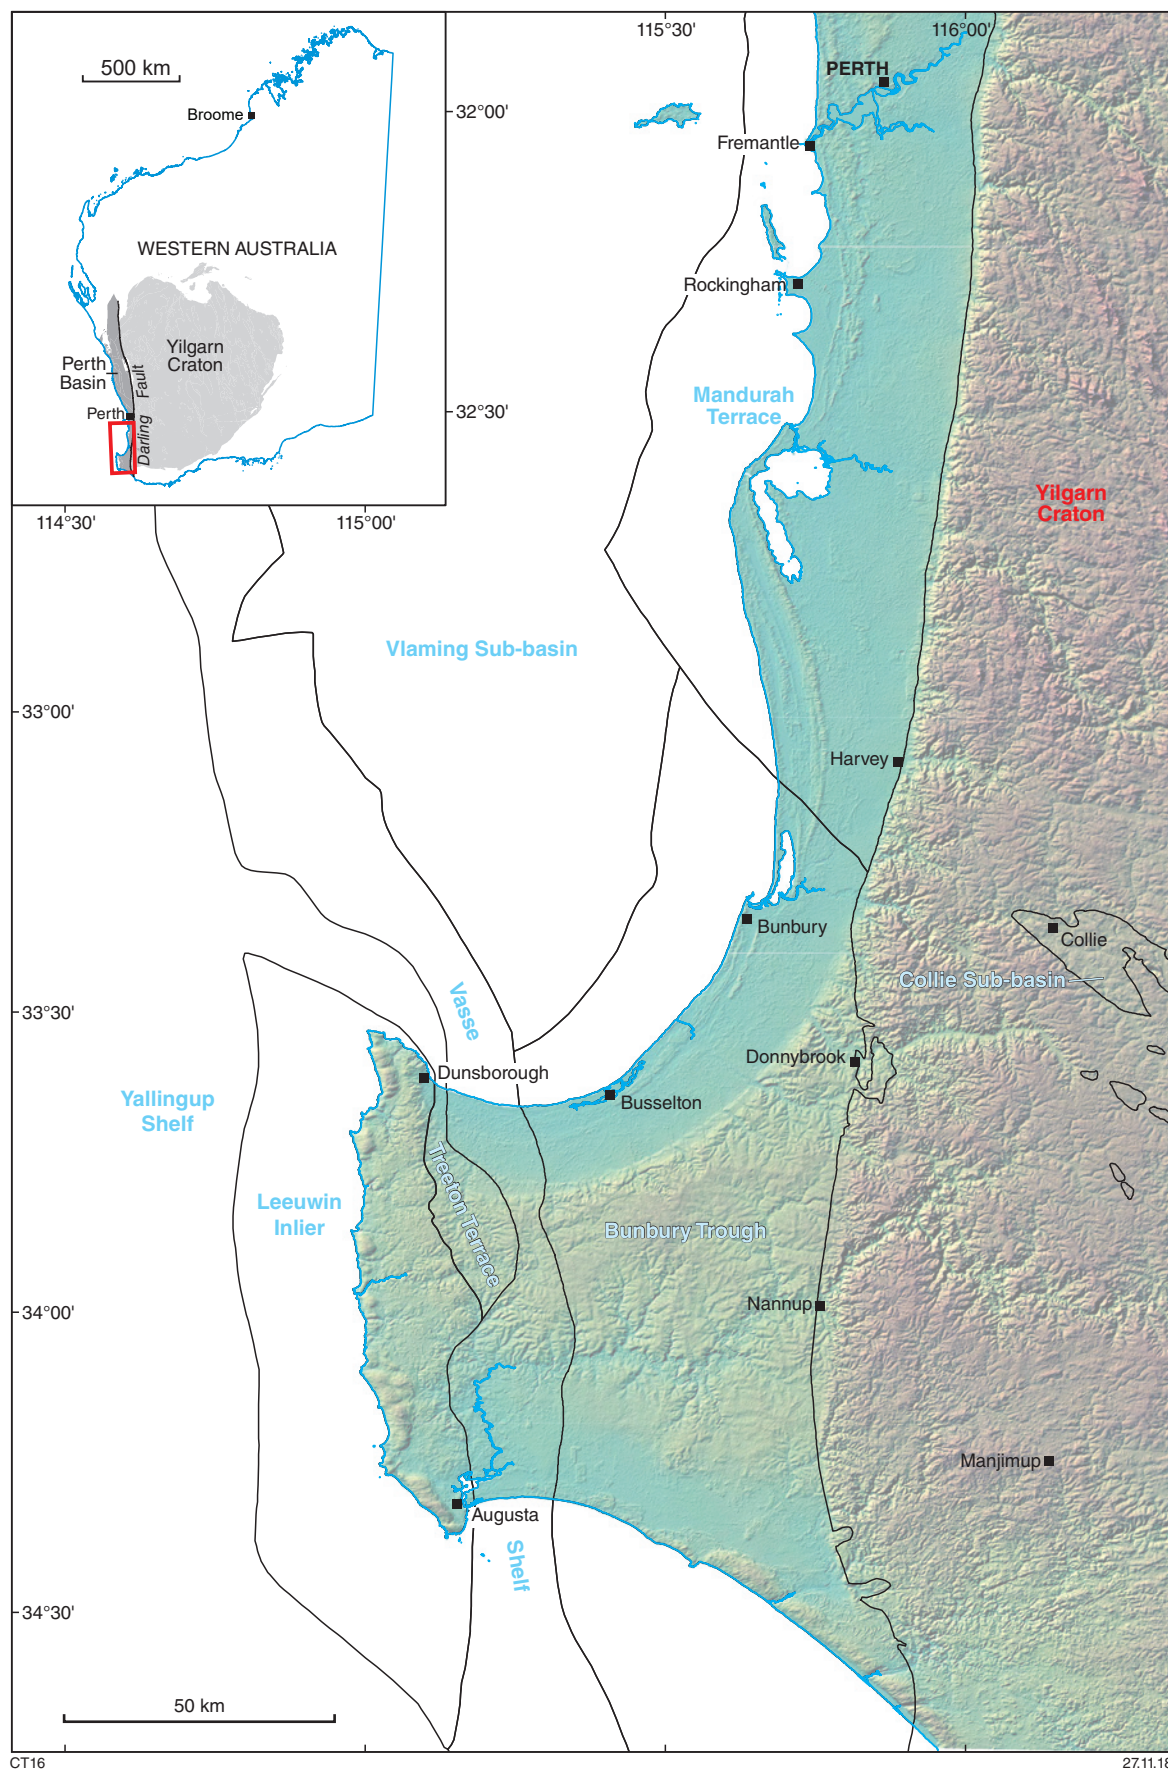 115°30'
116°00'
500 km
PERTH
Broome
32°00'
Fremantle
WESTERN AUSTRALIA
Rockingham
Yilgarn
Craton
Perth
Basin
Darling Fault
Perth
Mandurah
Terrace
32°30'
Yilgarn
Craton
114°30'
115°00'
Vlaming Sub-basin
33°00'
Harvey
Bunbury
Collie
Collie Sub-basin
Vasse
33°30'
Donnybrook
Dunsborough
Yallingup
Shelf
Busselton
Treeton Terrace
Leeuwin
Inlier
Bunbury Trough
34°00'
Nannup
Manjimup
Augusta
Shelf
34°30'
50 km
CT16
27.11.18